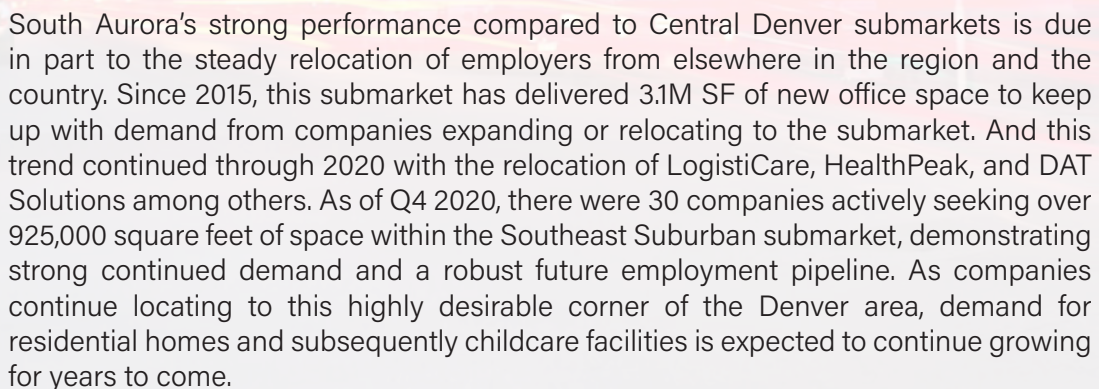 South Aurora’s strong performance compared to Central Denver submarkets is due
in part to the steady relocation of employers from elsewhere in the region and the
country. Since 2015, this submarket has delivered 3.1M SF of new office space to keep
up with demand from companies expanding or relocating to the submarket. And this
trend continued through 2020 with the relocation of LogistiCare, HealthPeak, and DAT
Solutions among others. As of Q4 2020, there were 30 companies actively seeking over
925,000 square feet of space within the Southeast Suburban submarket, demonstrating
strong continued demand and a robust future employment pipeline. As companies
continue locating to this highly desirable corner of the Denver area, demand for
residential homes and subsequently childcare facilities is expected to continue growing
for years to come.